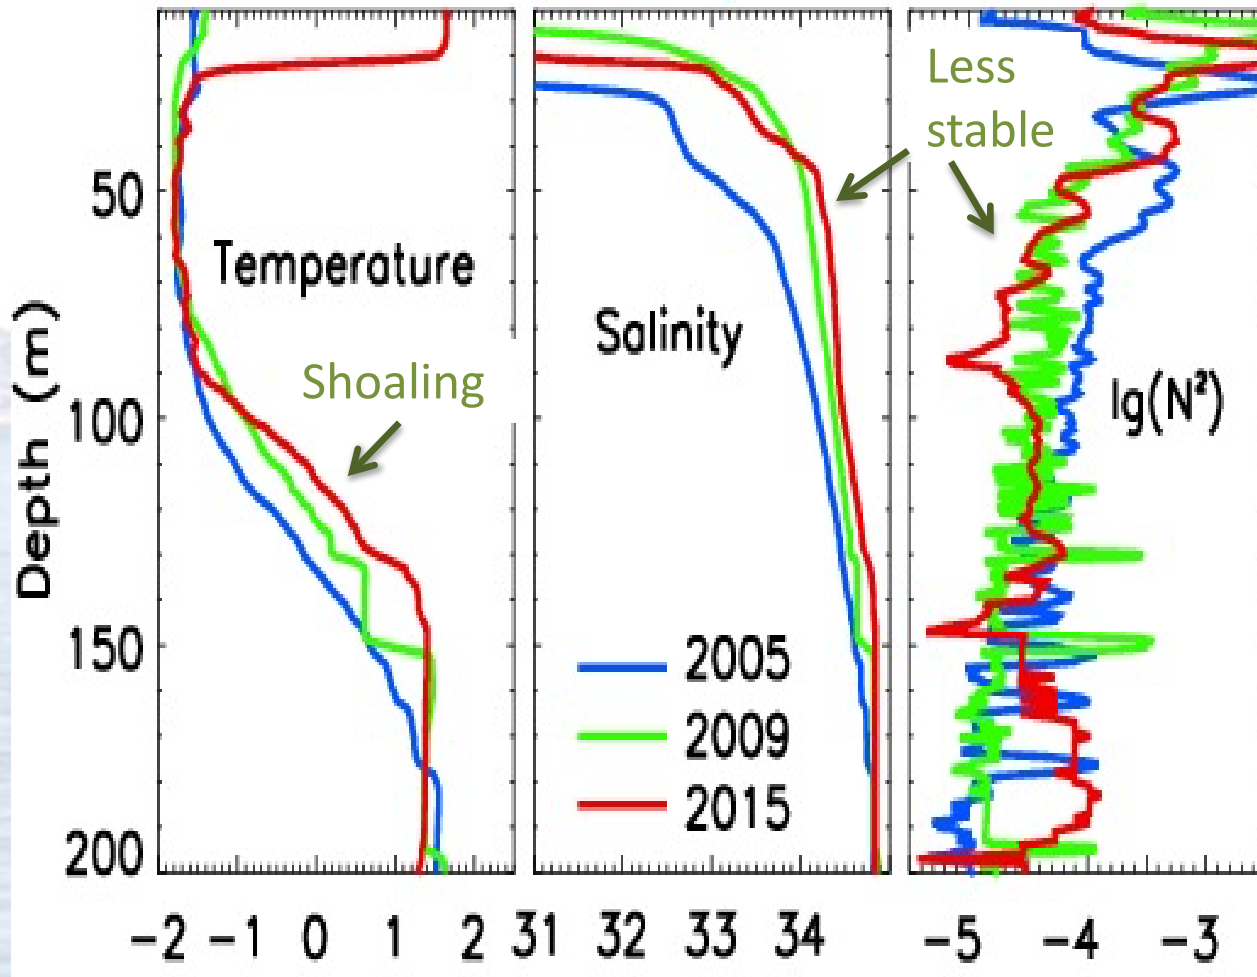 Less
stable
50
Temperature
Salinity
Shoaling
lg(N²)
100
Depth (m)
150
2005
2009
2015
200
-2 -1 0 1 2 31 32 33 34 -5 -4 -3